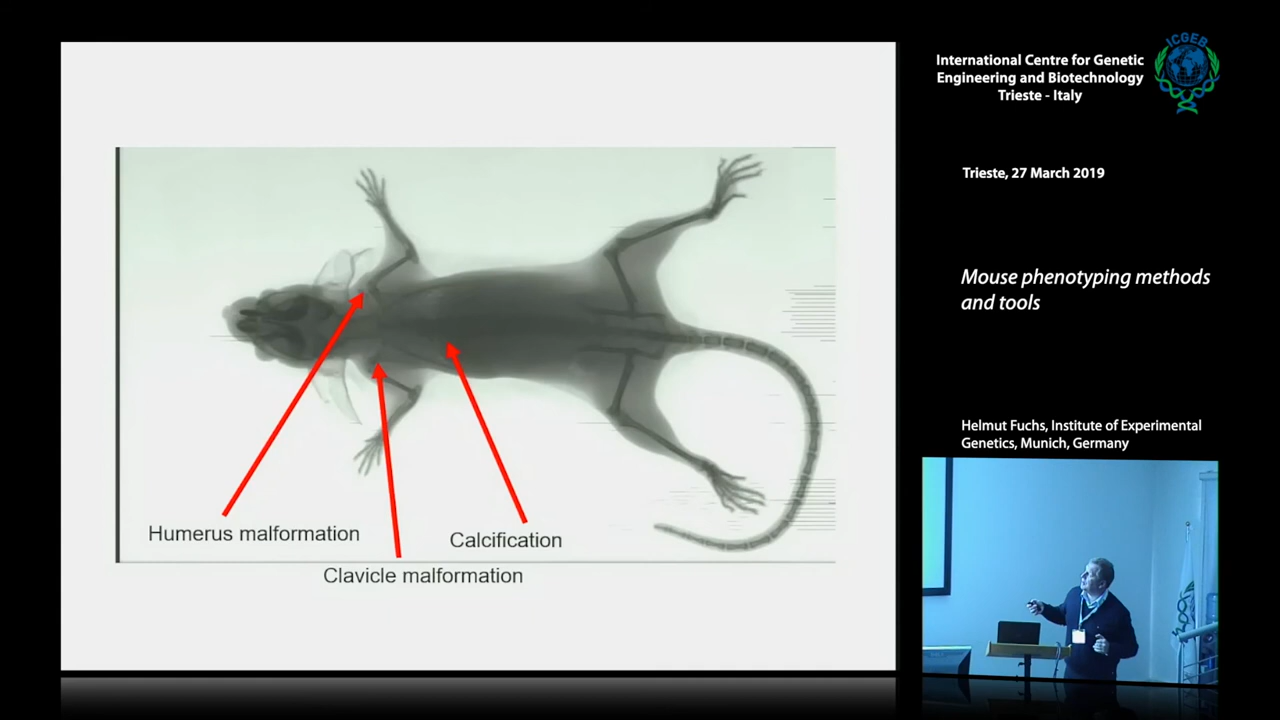 International Centre for Genetic
Engineering and Biotechnology
Trieste - Italy
ICGEB
Trieste, 27 March 2019
Mouse phenotyping methods
and tools
Helmut Fuchs, Institute of Experimental
Genetics, Munich, Germany
Humerus malformation
Calcification
Clavicle malformation